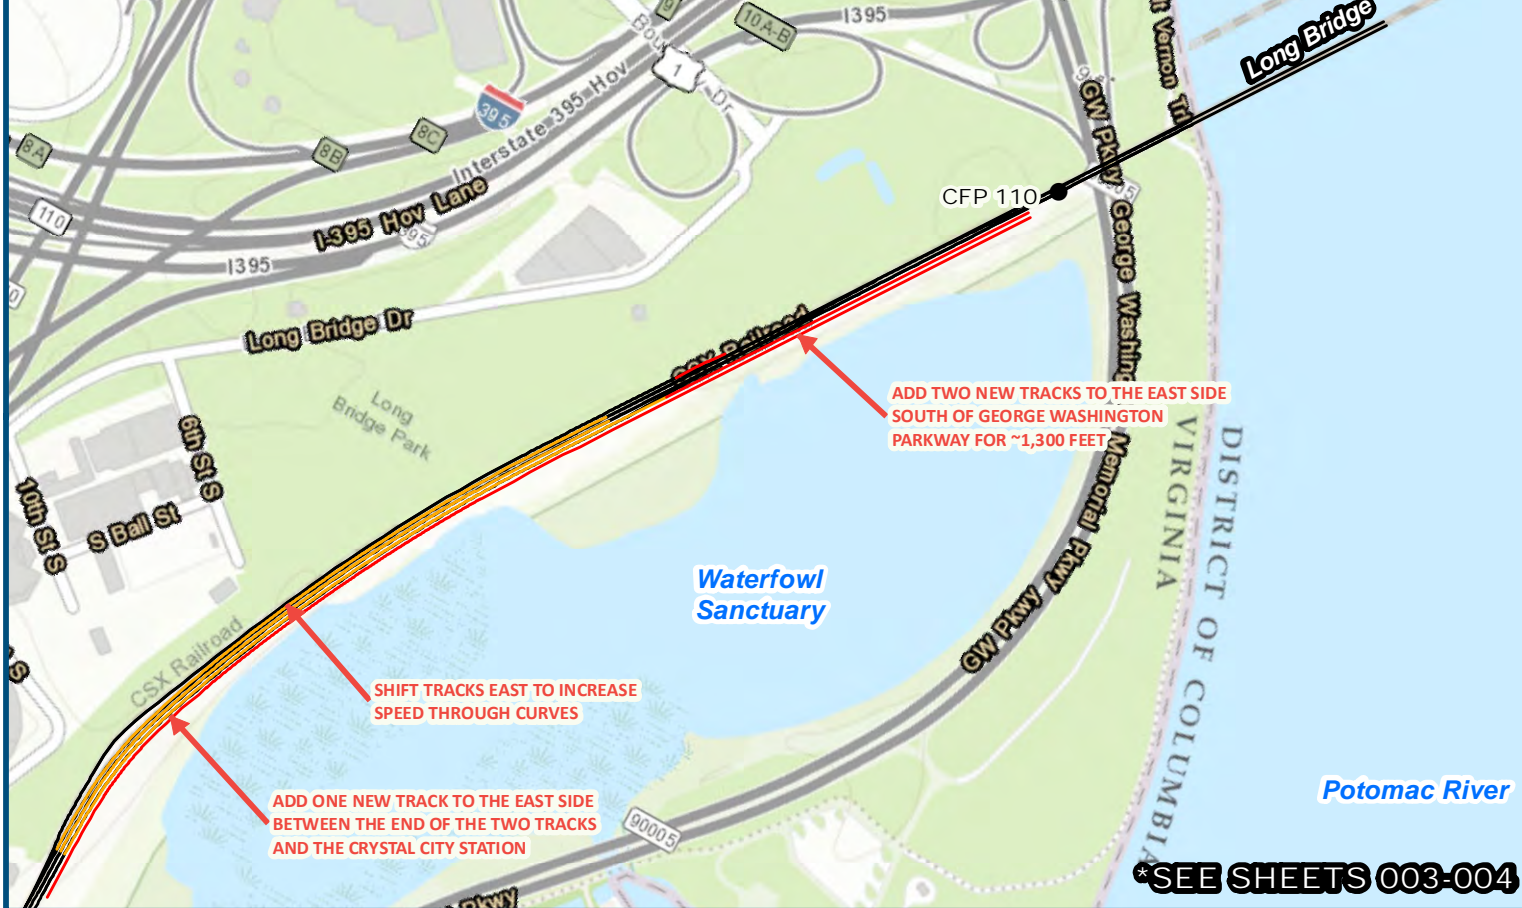 9
10A-B
I395
Boundary Dr
1
395
Interstate 395 Hov
8A
8B
8C
110
I-395 Hov Lane
395
I395
Long Bridge
GW Pkwy
CFP 110
Long Bridge Dr
CSX Railroad
Long
Bridge Park
George Washington Memorial Pkwy
ADD TWO NEW TRACKS TO THE EAST SIDE
SOUTH OF GEORGE WASHINGTON
PARKWAY FOR ~1,300 FEET
6th St S
10th St S
S Ball St
VIRGINIA
DISTRICT OF COLUMBIA
Waterfowl
Sanctuary
GW Pkwy
CSX Railroad
SHIFT TRACKS EAST TO INCREASE
SPEED THROUGH CURVES
ADD ONE NEW TRACK TO THE EAST SIDE
BETWEEN THE END OF THE TWO TRACKS
AND THE CRYSTAL CITY STATION
90005
Potomac River
Pkwy
*SEE SHEETS 003-004
Vernon Trl